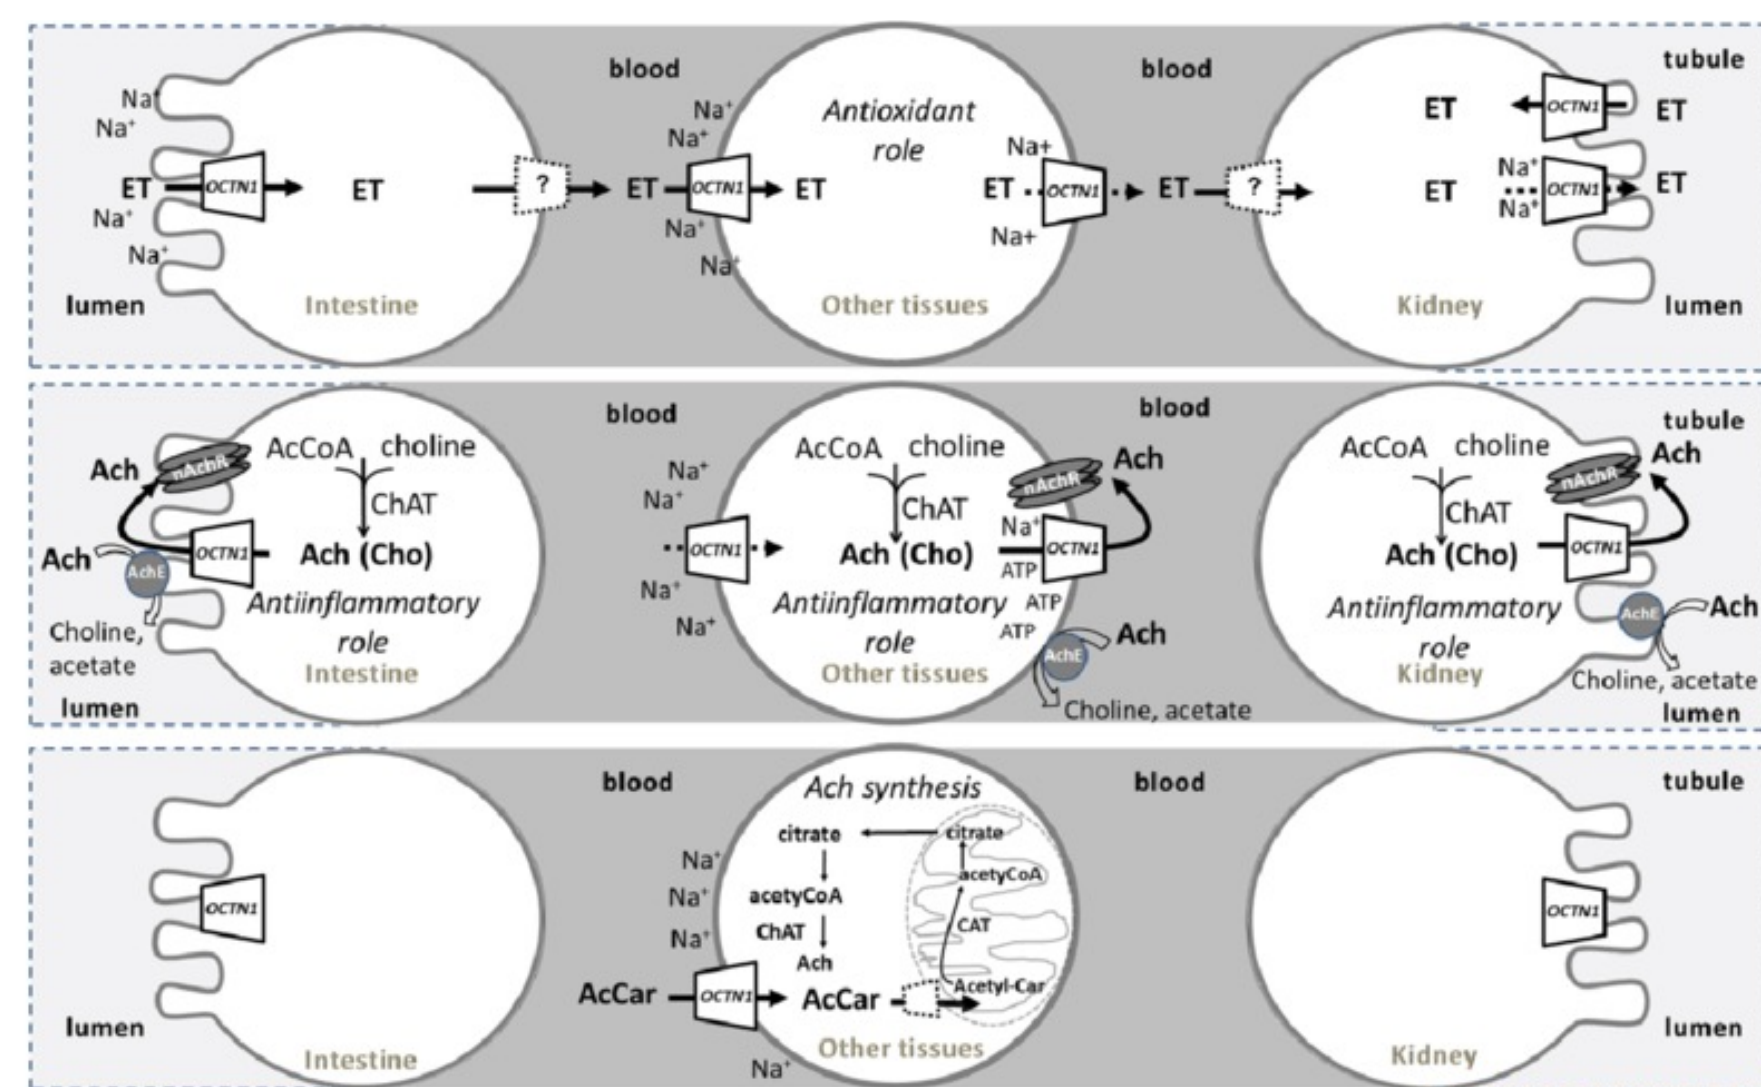 blood
blood
tubule
Na⁺
Na⁺
Na⁺
Na⁺
Antioxidant
role
Na+
ET
OCTN1
ET
Na⁺
ET
OCTN1
ET
?
ET
OCTN1
ET
ET
OCTN1
ET
?
ET
Na⁺
Na⁺
OCTN1
ET
Na⁺
Na⁺
Na⁺
Na⁺
Na+
lumen
Intestine
Other tissues
Kidney
lumen
blood
blood
tubule
Ach
nAchR
AcCoA
choline
ChAT
Ach
AchE
OCTN1
Ach (Cho)
Antiinflammatory
role
Choline,
acetate
Intestine
lumen
Na⁺
Na⁺
OCTN1
Na⁺
Na⁺
AcCoA
choline
ChAT
Ach (Cho)
Antiinflammatory
role
Other tissues
nAchR
Ach
Na⁺
OCTN1
ATP
ATP
ATP
AchE
Ach
Choline, acetate
AcCoA
choline
ChAT
Ach (Cho)
Antiinflammatory
role
Kidney
nAchR
Ach
OCTN1
AchE
Ach
Choline, acetate
lumen
blood
Ach synthesis
blood
tubule
citrate
citrate
Na⁺
acetyCoA
Na⁺
acetyCoA
OCTN1
ChAT
CAT
OCTN1
Na⁺
Ach
Acetyl-Car
AcCar
OCTN1
AcCar
lumen
lumen
Intestine
Other tissues
Kidney
Na⁺